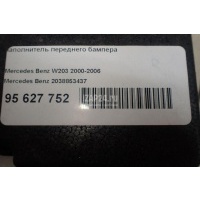 наполнитель переднего бампера
Mercedes Benz W203 2000-2006
Mercedes Benz 2038853437
95 627 752